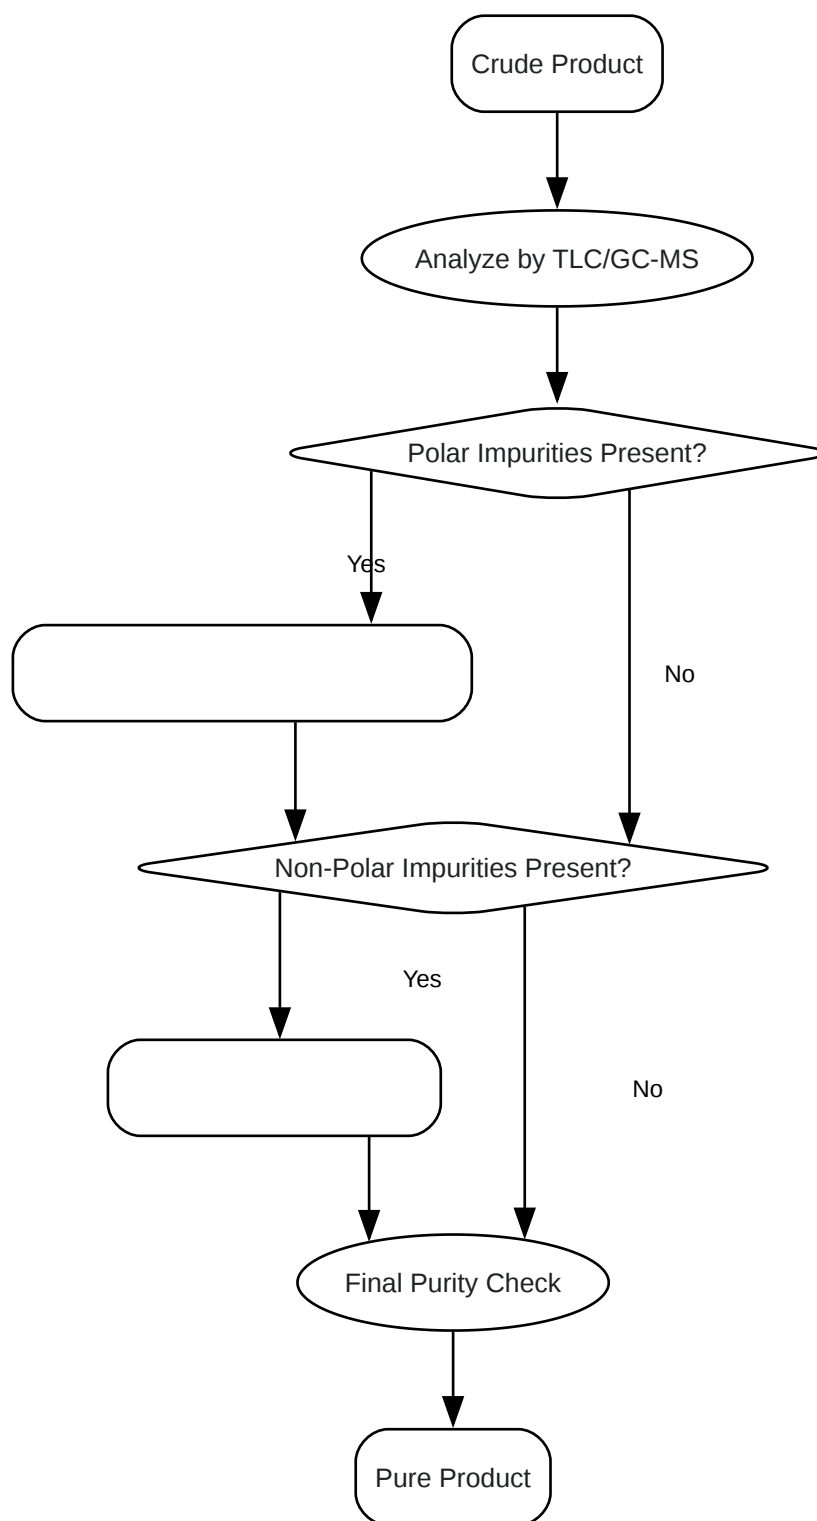 Crude Product
Analyze by TLC/GC-MS
Polar Impurities Present?
Yes
No
Non-Polar Impurities Present?
Yes
No
Final Purity Check
Pure Product